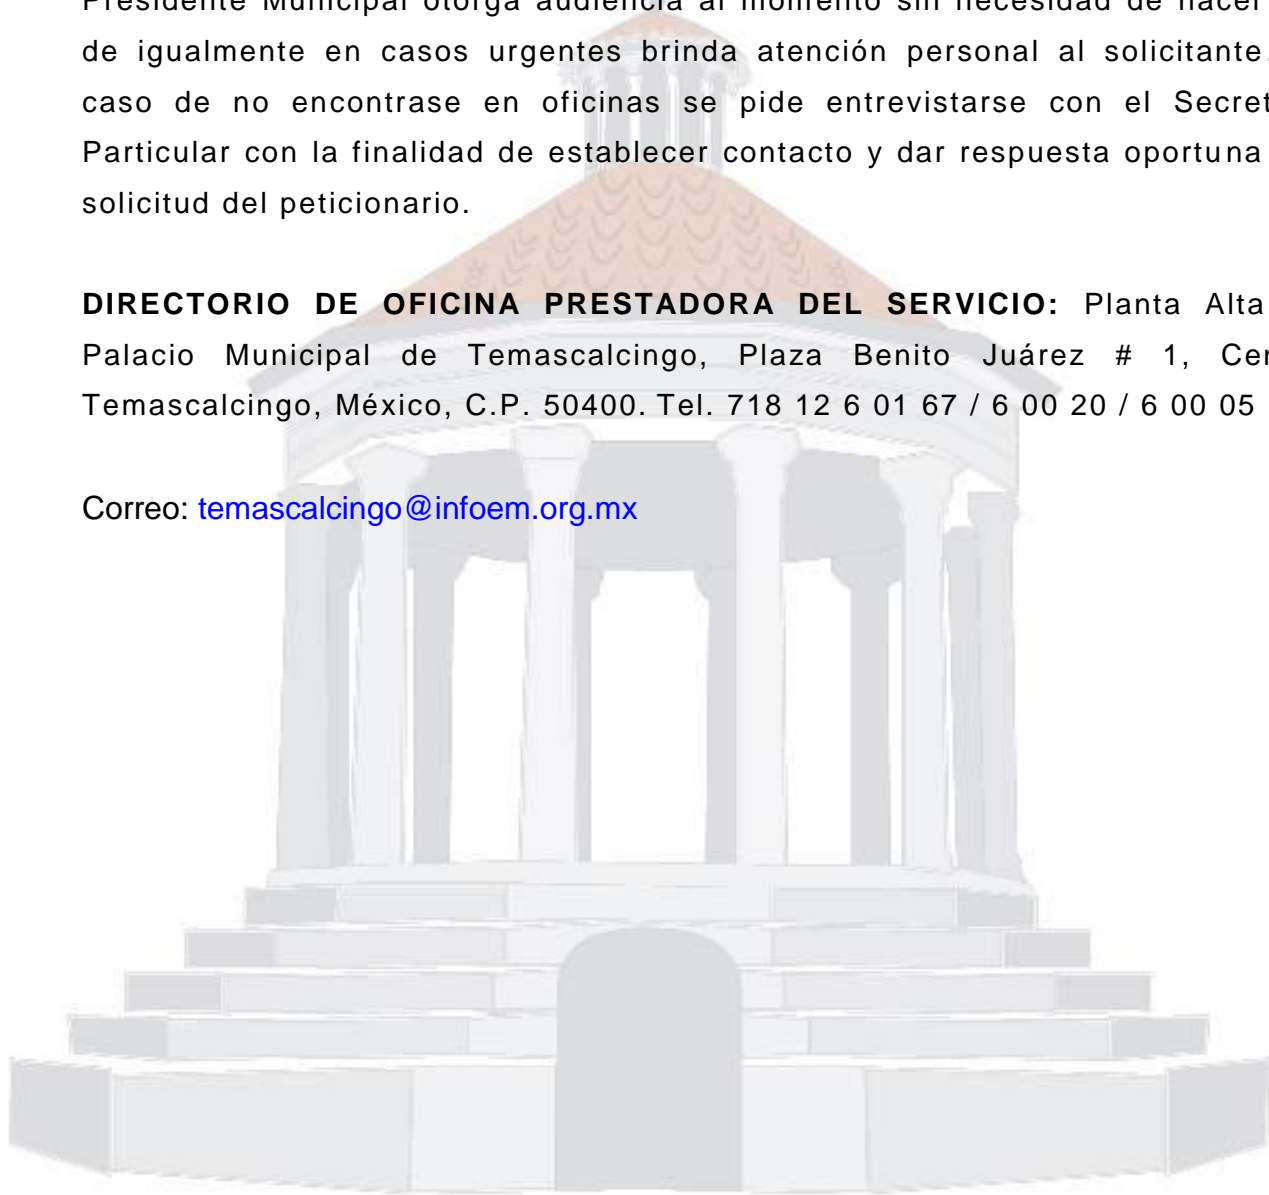 Presidente Municipal otorga audiencia al momento sin necesidad de hacer
de igualmente en casos urgentes brinda atención personal al solicitante.
caso de no encontrase en oficinas se pide entrevistarse con el Secret
Particular con la finalidad de establecer contacto y dar respuesta oportuna
solicitud del peticionario.
DIRECTORIO DE OFICINA PRESTADORA DEL SERVICIO: Planta Alta
Palacio Municipal de Temascalcingo, Plaza Benito Juárez # 1, Cen
Temascalcingo, México, C.P. 50400. Tel. 718 12 6 01 67 / 6 00 20 / 6 00 05
Correo: temascalcingo@infoem.org.mx